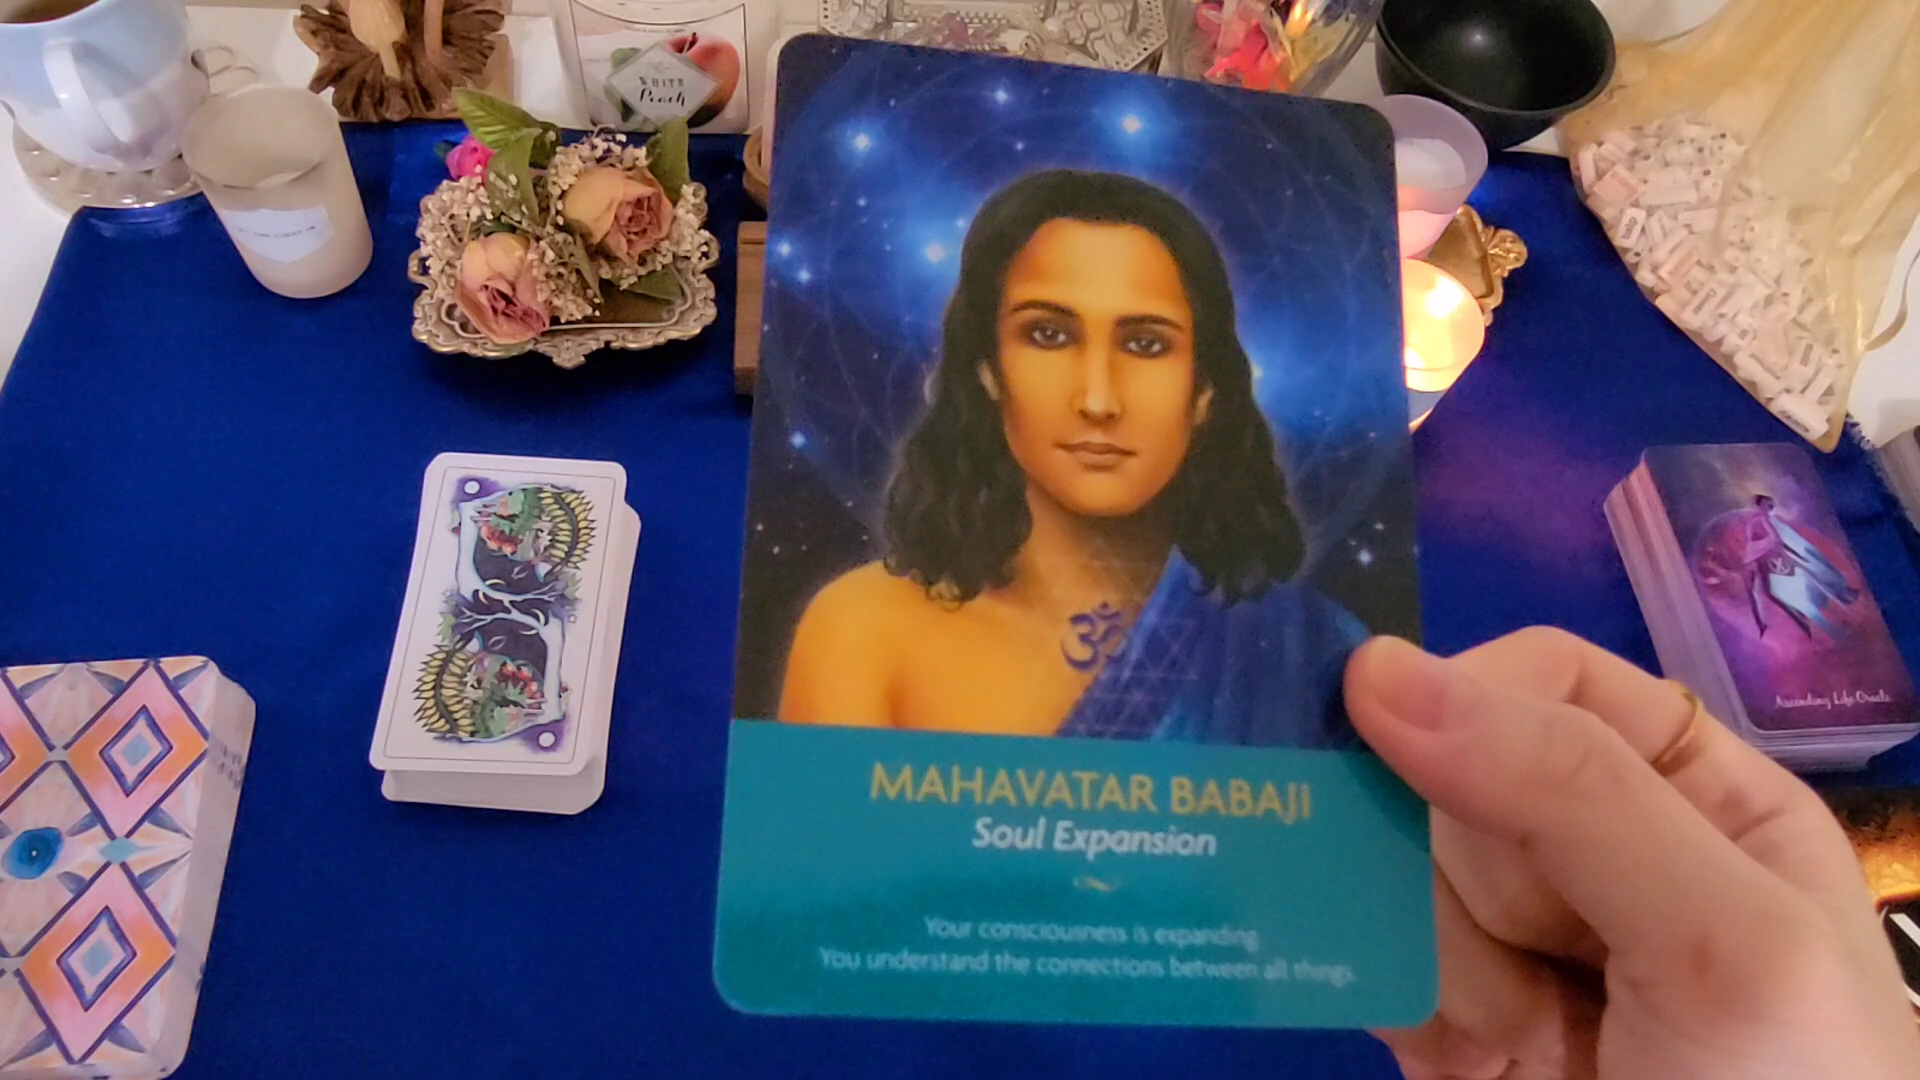 WHITE
Peach
MAHAVATAR BABAJI
Soul Expansion
Your consciousness is expanding.
You understand the connections between all things.
ॐ
Ascending Life Oracle